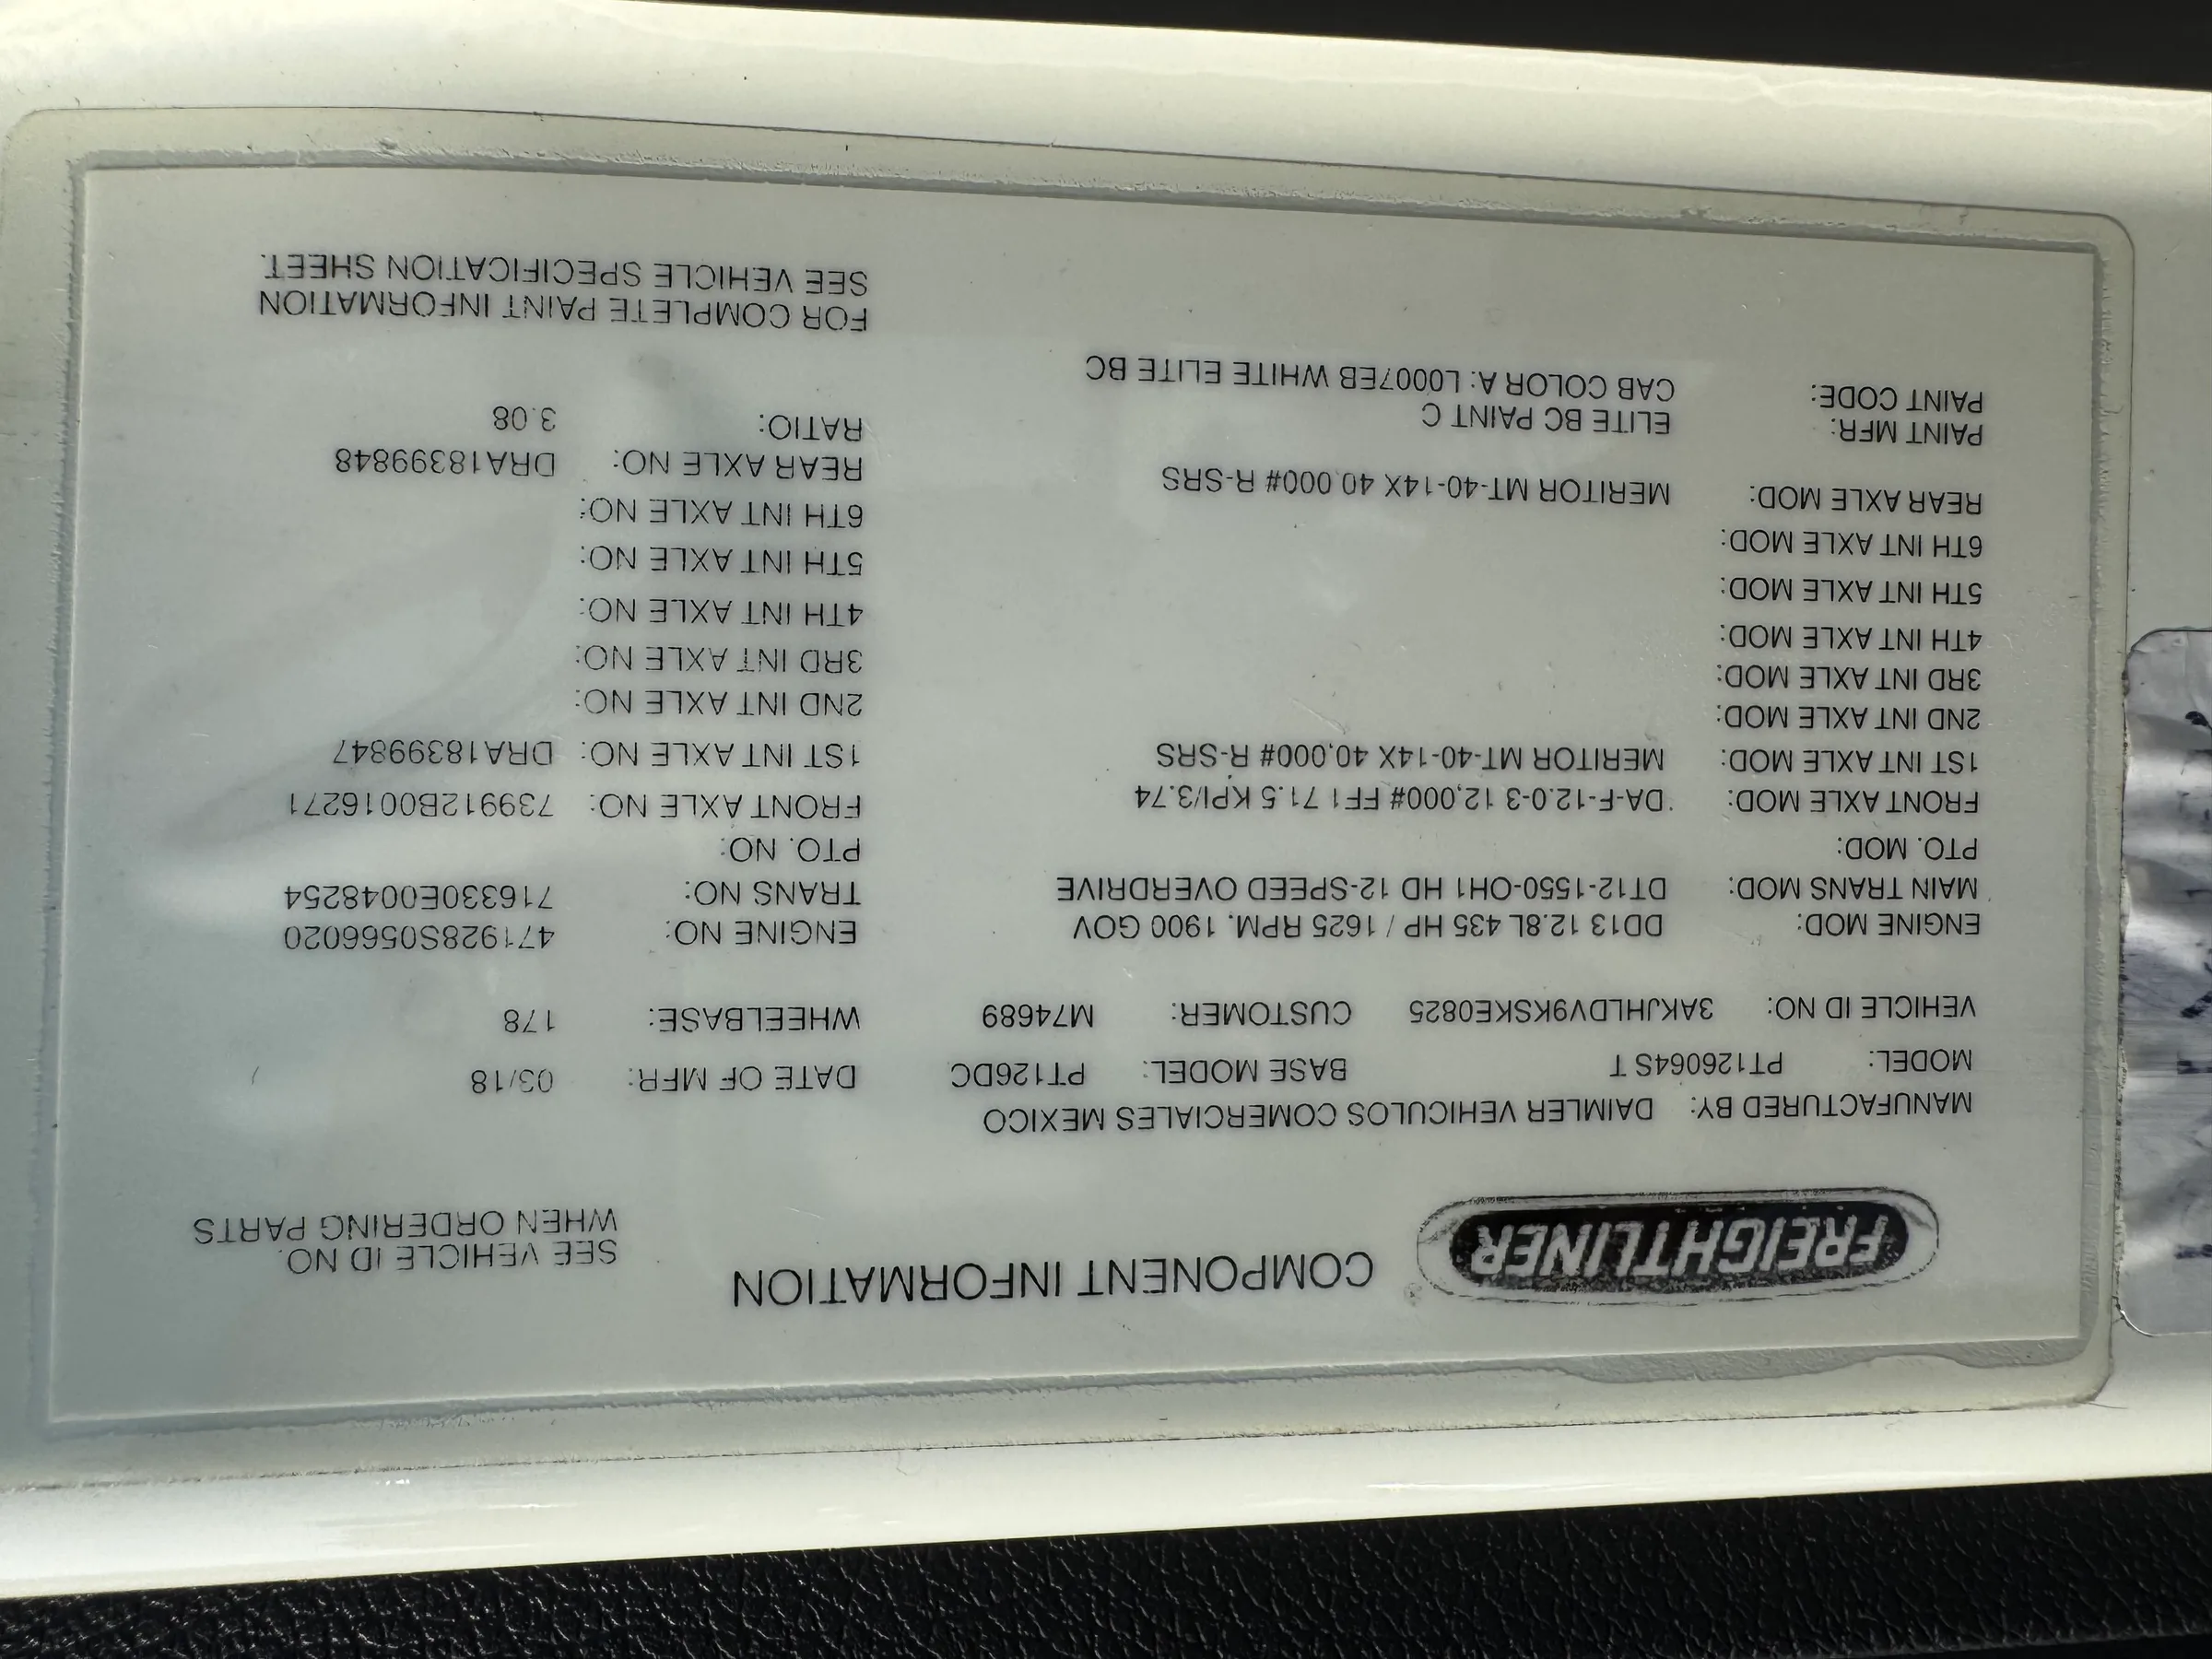 FREIGHTLINER COMPONENT INFORMATION SEE VEHICLE ID NO.
WHEN ORDERING PARTS
MANUFACTURED BY: DAIMLER VEHICULOS COMERCIALES MEXICO
MODEL: PT126064S T BASE MODEL: PT126DC DATE OF MFR: 03/18
VEHICLE ID NO: 3AKJHLDV9KSKE0825 CUSTOMER: M74689 WHEELBASE: 178
ENGINE MOD: DD13 12.8L 435 HP / 1625 RPM. 1900 GOV ENGINE NO: 471928S0566020
MAIN TRANS MOD: DT12-1550-OH1 HD 12-SPEED OVERDRIVE TRANS NO: 716330E0048254
PTO. MOD: PTO. NO:
FRONT AXLE MOD: DA-F-12.0-3 12,000# FF1 71.5 KPI/3.74 FRONT AXLE NO: 739912B0016271
1ST INT AXLE MOD: MERITOR MT-40-14X 40,000# R-SRS 1ST INT AXLE NO: DRA18399847
2ND INT AXLE MOD: 2ND INT AXLE NO:
3RD INT AXLE MOD: 3RD INT AXLE NO:
4TH INT AXLE MOD: 4TH INT AXLE NO:
5TH INT AXLE MOD: 5TH INT AXLE NO:
6TH INT AXLE MOD: 6TH INT AXLE NO:
REAR AXLE MOD: MERITOR MT-40-14X 40,000# R-SRS REAR AXLE NO: DRA18399848
RATIO: 3.08
PAINT MFR: ELITE BC PAINT C
PAINT CODE: CAB COLOR A: L0007EB WHITE ELITE BC
FOR COMPLETE PAINT INFORMATION
SEE VEHICLE SPECIFICATION SHEET.